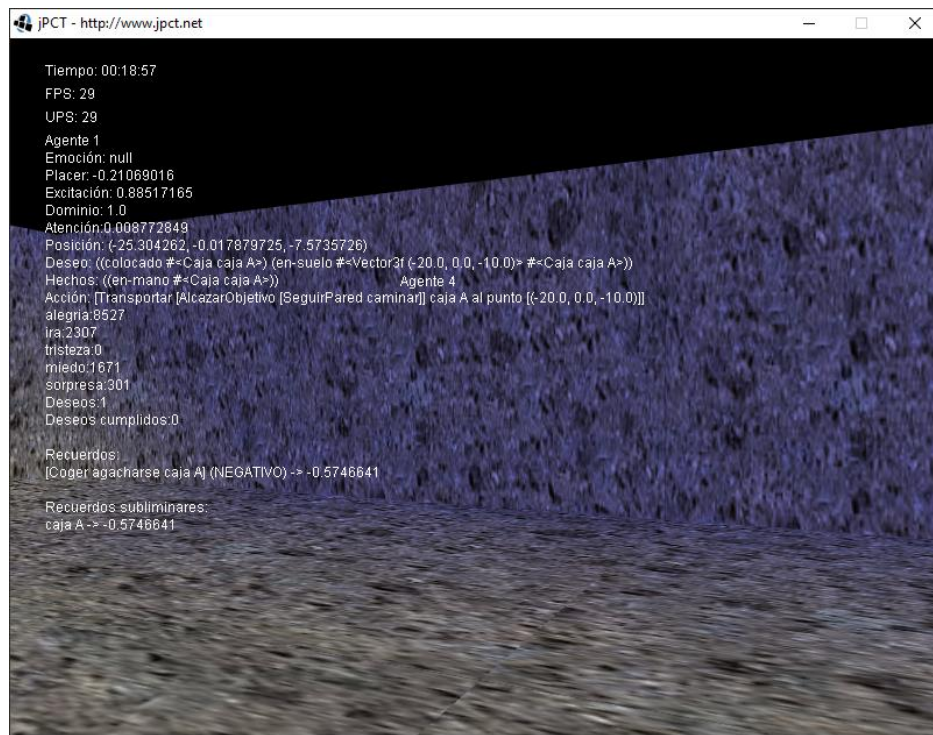 jPCT - http://www.jpct.net
Tiempo: 00:18:57
FPS: 29
UPS: 29
Agente 1
Emoción: null
Placer: -0.21069016
Excitación: 0.88517165
Dominio: 1.0
Atención:0.008772849
Posición: (-25.304262, -0.017879725, -7.5735726)
Deseo: ((colocado #<Caja caja A>) (en-suelo #<Vector3f (-20.0, 0.0, -10.0)> #<Caja caja A>))
Hechos: ((en-mano #<Caja caja A>))
Agente 4
Acción: [Transportar [AlcazarObjetivo [SeguirPared caminar]] caja A al punto [(-20.0, 0.0, -10.0)]]
alegria:8527
ira:2307
tristeza:0
miedo:1671
sorpresa:301
Deseos:1
Deseos cumplidos:0
Recuerdos:
[Coger agacharse caja A] (NEGATIVO) -> -0.5746641
Recuerdos subliminares:
caja A -> -0.5746641